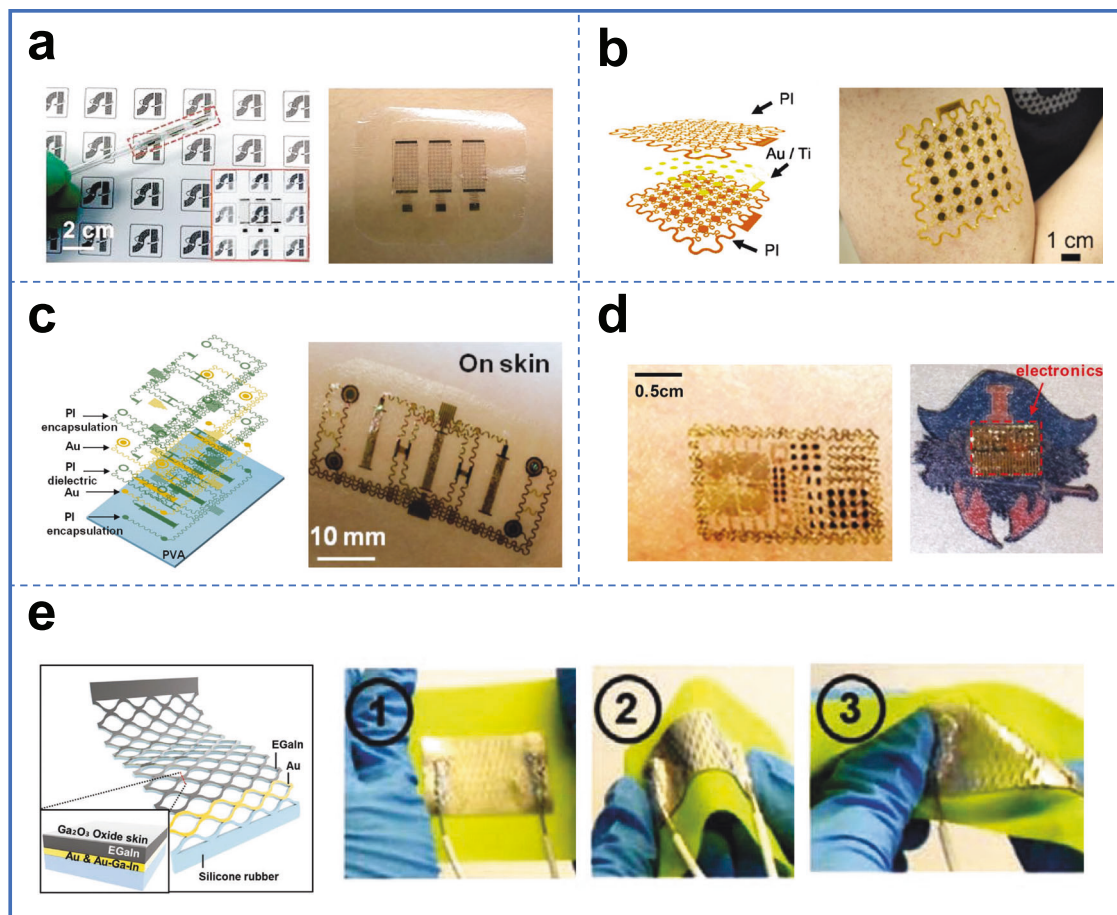 a
2 cm
b
PI
Au / Ti
PI
1 cm
c
PI
encapsulation
Au
PI
dielectric
Au
PI
encapsulation
PVA
On skin
10 mm
d
0.5cm
electronics
e
EGaIn
Au
Ga₂O₃ Oxide skin
EGaIn
Au & Au-Ga-In
Silicone rubber
1
2
3